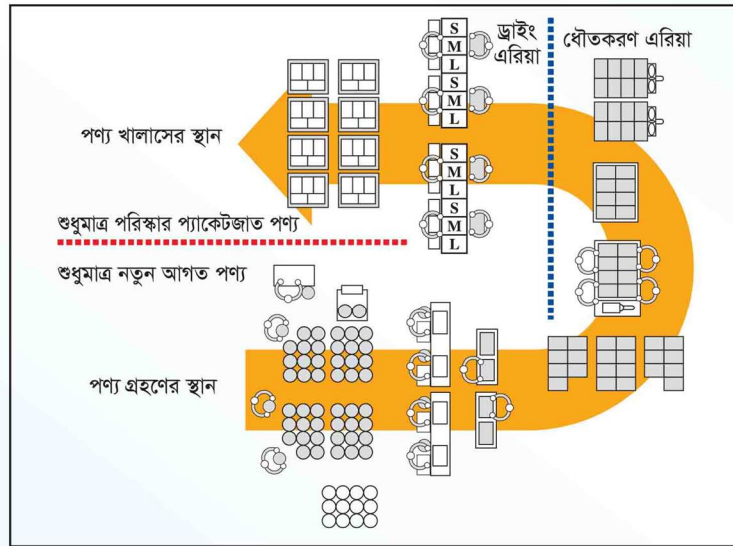 S
M
L
S
M
L
ড্রাইং
এরিয়া
ধৌতকরণ এরিয়া
পণ্য খালাসের স্থান
S
M
L
S
M
L
শুধুমাত্র পরিস্কার প্যাকেটজাত পণ্য
শুধুমাত্র নতুন আগত পণ্য
পণ্য গ্রহণের স্থান